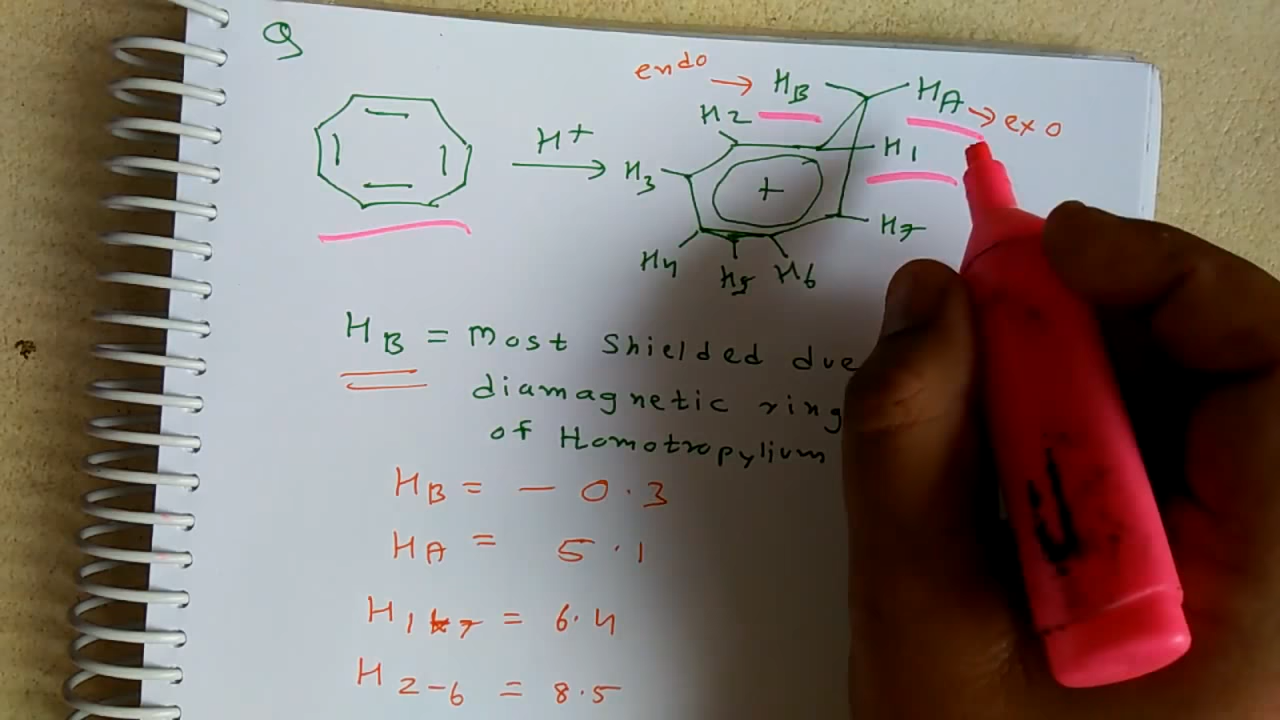 Q
endo → HB HA → exo
H2
H+ H3 + H1
H4 H5 H6 H7
HB = Most Shielded due
diamagnetic ring
of Homotropylium
HB = - 0.3
HA = 5.1
H1&7 = 6.4
H2-6 = 8.5